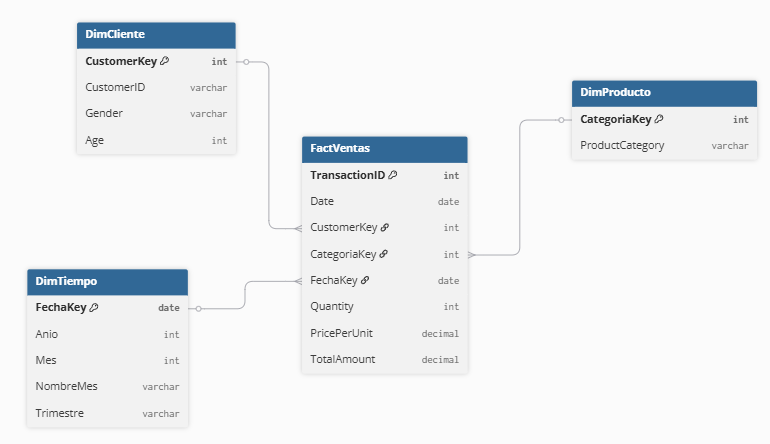 DimCliente
CustomerKey int
CustomerID varchar
Gender varchar
Age int
DimProducto
CategoriaKey int
ProductCategory varchar
FactVentas
TransactionID int
Date date
CustomerKey int
CategoriaKey int
FechaKey date
Quantity int
PricePerUnit decimal
TotalAmount decimal
DimTiempo
FechaKey date
Anio int
Mes int
NombreMes varchar
Trimestre varchar